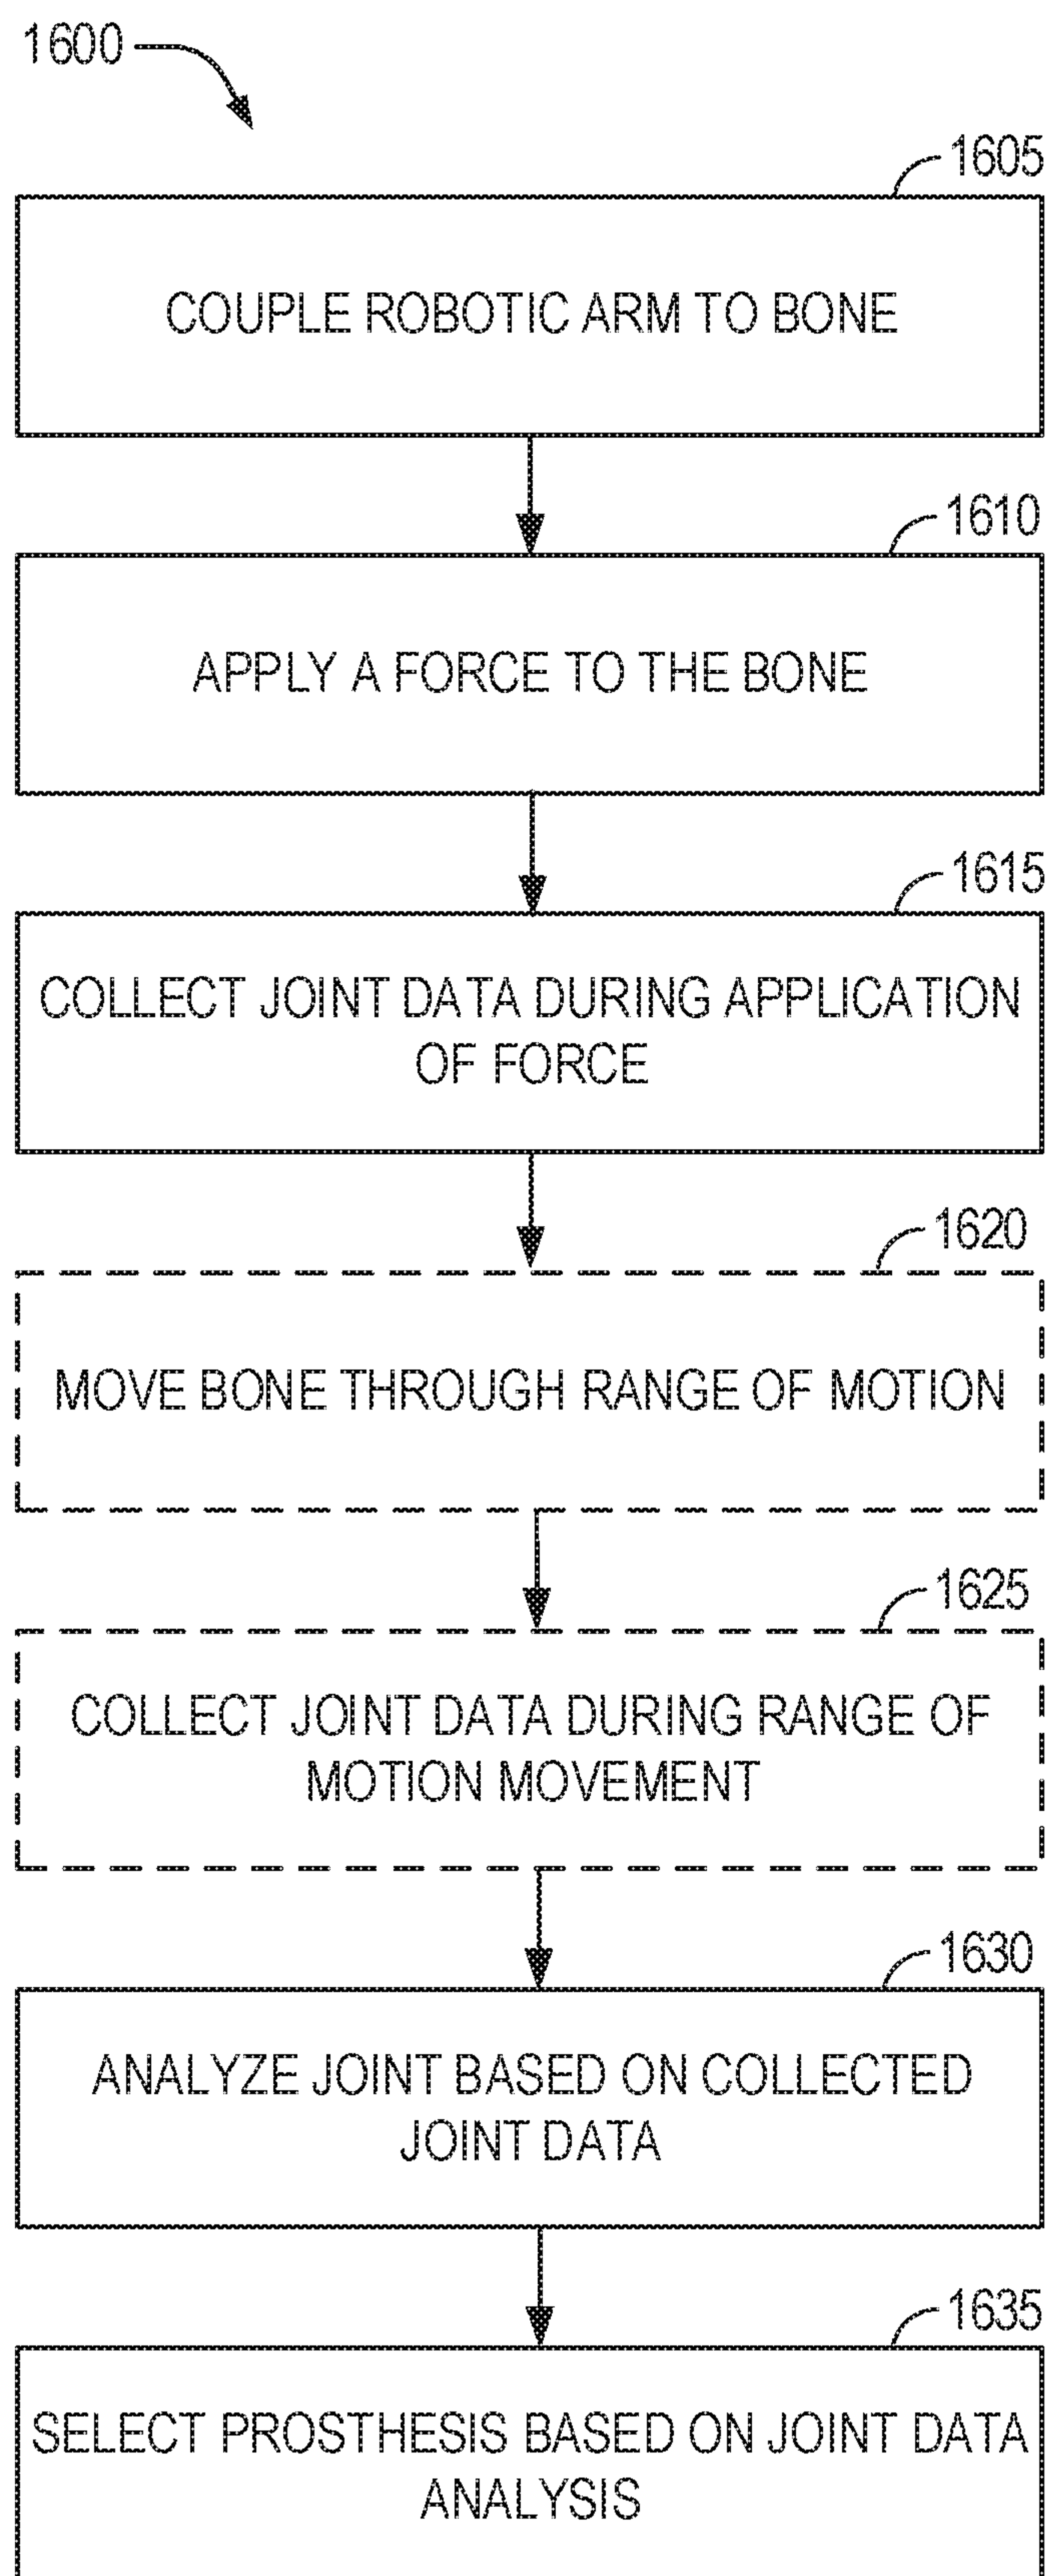 1600
1605
COUPLE ROBOTIC ARM TO BONE
1610
APPLY A FORCE TO THE BONE
1615
COLLECT JOINT DATA DURING APPLICATION
OF FORCE
1620
MOVE BONE THROUGH RANGE OF MOTION
1625
COLLECT JOINT DATA DURING RANGE OF
MOTION MOVEMENT
1630
ANALYZE JOINT BASED ON COLLECTED
JOINT DATA
1635
SELECT PROSTHESIS BASED ON JOINT DATA
ANALYSIS